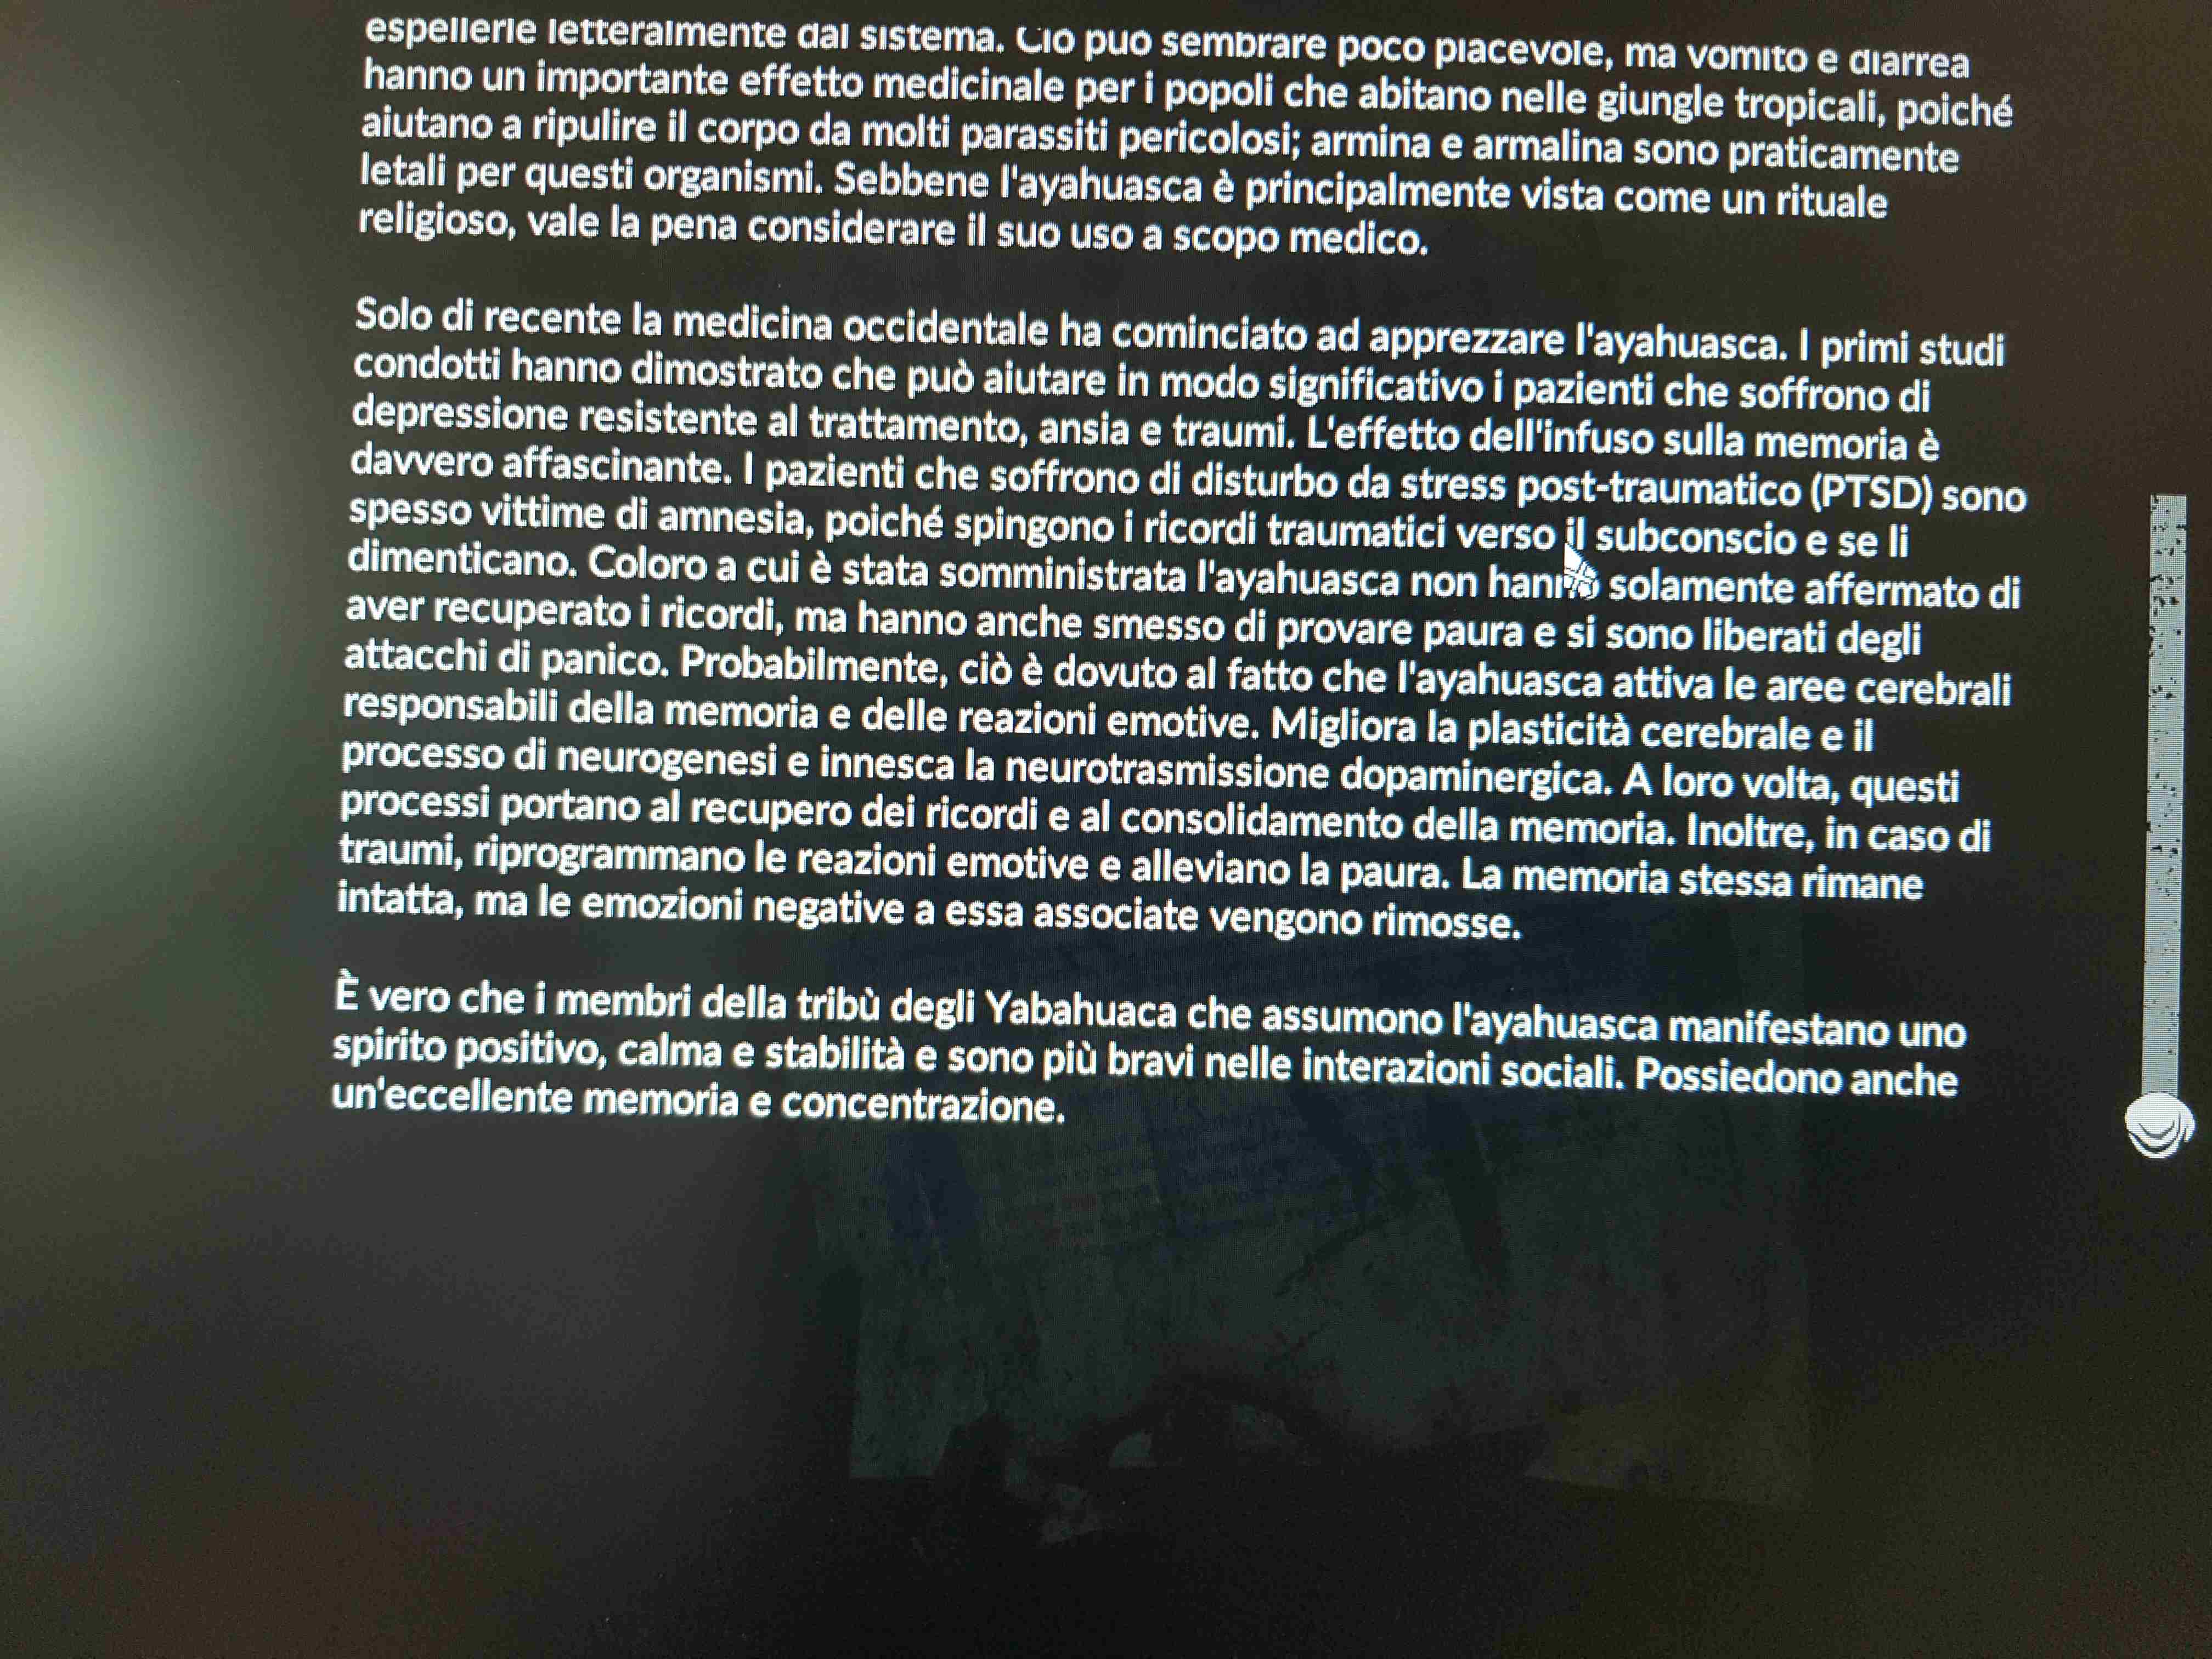 espellerle letteralmente dal sistema. Ciò può sembrare poco piacevole, ma vomito e diarrea
hanno un importante effetto medicinale per i popoli che abitano nelle giungle tropicali, poiché
aiutano a ripulire il corpo da molti parassiti pericolosi; armina e armalina sono praticamente
letali per questi organismi. Sebbene l'ayahuasca è principalmente vista come un rituale
religioso, vale la pena considerare il suo uso a scopo medico.
Solo di recente la medicina occidentale ha cominciato ad apprezzare l'ayahuasca. I primi studi
condotti hanno dimostrato che può aiutare in modo significativo i pazienti che soffrono di
depressione resistente al trattamento, ansia e traumi. L'effetto dell'infuso sulla memoria è
davvero affascinante. I pazienti che soffrono di disturbo da stress post-traumatico (PTSD) sono
spesso vittime di amnesia, poiché spingono i ricordi traumatici verso il subconscio e se li
dimenticano. Coloro a cui è stata somministrata l'ayahuasca non hanno solamente affermato di
aver recuperato i ricordi, ma hanno anche smesso di provare paura e si sono liberati degli
attacchi di panico. Probabilmente, ciò è dovuto al fatto che l'ayahuasca attiva le aree cerebrali
responsabili della memoria e delle reazioni emotive. Migliora la plasticità cerebrale e il
processo di neurogenesi e innesca la neurotrasmissione dopaminergica. A loro volta, questi
processi portano al recupero dei ricordi e al consolidamento della memoria. Inoltre, in caso di
traumi, riprogrammano le reazioni emotive e alleviano la paura. La memoria stessa rimane
intatta, ma le emozioni negative a essa associate vengono rimosse.
È vero che i membri della tribù degli Yabahuaca che assumono l'ayahuasca manifestano uno
spirito positivo, calma e stabilità e sono più bravi nelle interazioni sociali. Possiedono anche
un'eccellente memoria e concentrazione.